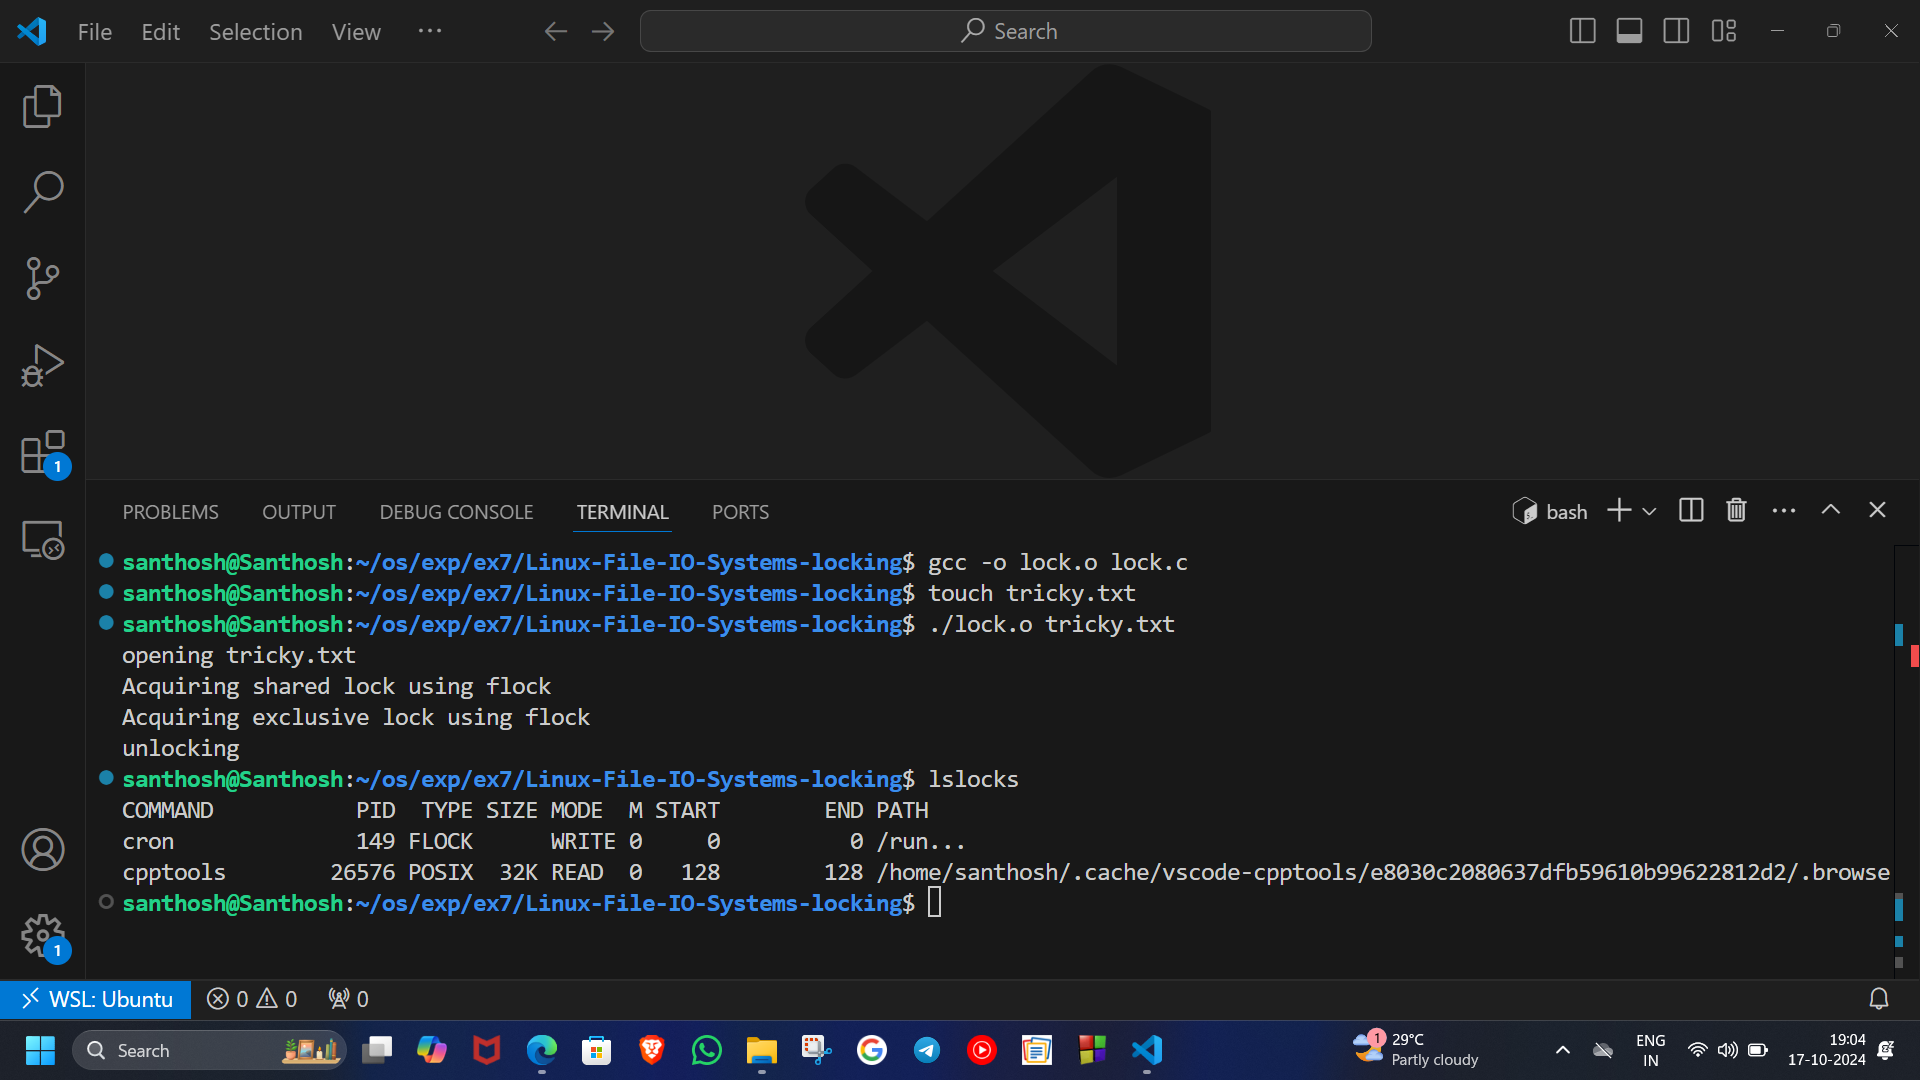 File Edit Selection View ··· Search
PROBLEMS OUTPUT DEBUG CONSOLE TERMINAL PORTS bash
santhosh@Santhosh:~/os/exp/ex7/Linux-File-IO-Systems-locking$ gcc -o lock.o lock.c
santhosh@Santhosh:~/os/exp/ex7/Linux-File-IO-Systems-locking$ touch tricky.txt
santhosh@Santhosh:~/os/exp/ex7/Linux-File-IO-Systems-locking$ ./lock.o tricky.txt
opening tricky.txt
Acquiring shared lock using flock
Acquiring exclusive lock using flock
unlocking
santhosh@Santhosh:~/os/exp/ex7/Linux-File-IO-Systems-locking$ lslocks
COMMAND PID TYPE SIZE MODE M START END PATH
cron 149 FLOCK WRITE 0 0 0 /run...
cpptools 26576 POSIX 32K READ 0 128 128 /home/santhosh/.cache/vscode-cpptools/e8030c2080637dfb59610b99622812d2/.browse
santhosh@Santhosh:~/os/exp/ex7/Linux-File-IO-Systems-locking$
1
1
WSL: Ubuntu 0 0 0
Search 1 29°C ENG 19:04
Partly cloudy IN 17-10-2024